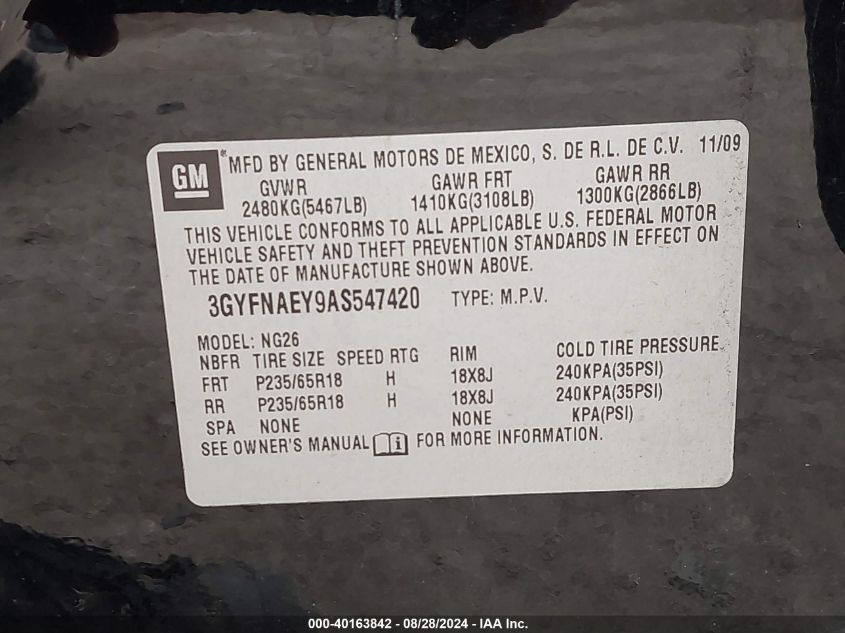 GM ® MFD BY GENERAL MOTORS DE MEXICO, S. DE R.L. DE C.V. 11/09
GVWR GAWR FRT GAWR RR
2480KG(5467LB) 1410KG(3108LB) 1300KG(2866LB)
THIS VEHICLE CONFORMS TO ALL APPLICABLE U.S. FEDERAL MOTOR
VEHICLE SAFETY AND THEFT PREVENTION STANDARDS IN EFFECT ON
THE DATE OF MANUFACTURE SHOWN ABOVE.
3GYFNAEY9AS547420 TYPE: M.P.V.
MODEL: NG26
NBFR TIRE SIZE SPEED RTG RIM COLD TIRE PRESSURE
FRT P235/65R18 H 18X8J 240KPA(35PSI)
RR P235/65R18 H 18X8J 240KPA(35PSI)
SPA NONE NONE KPA(PSI)
SEE OWNER'S MANUAL i FOR MORE INFORMATION.
000-40163842 - 08/28/2024 - IAA Inc.